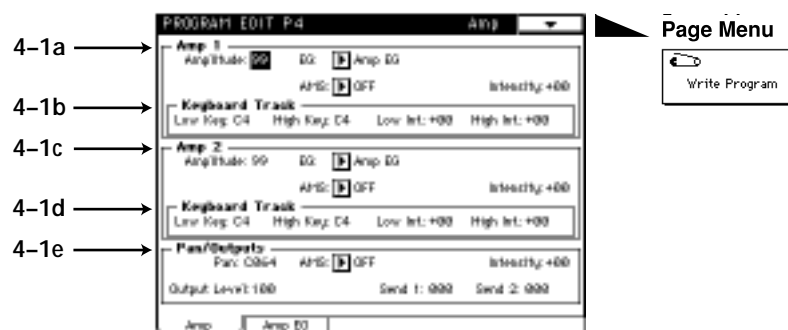 PROGRAM EDIT P4 Amp
Page Menu
Write Program
4–1a
Amp 1
Amplitude: 99 EG: Amp EG
AMS: OFF Intensity: +00
4–1b
Keyboard Track
Low Key: C4 High Key: C4 Low Int.: +00 High Int.: +00
4–1c
Amp 2
Amplitude: 99 EG: Amp EG
AMS: OFF Intensity: +00
4–1d
Keyboard Track
Low Key: C4 High Key: C4 Low Int.: +00 High Int.: +00
4–1e
Pan/Outputs
Pan: C064 AMS: OFF Intensity: +00
Output Level: 100 Send 1: 000 Send 2: 000
Amp Amp EG